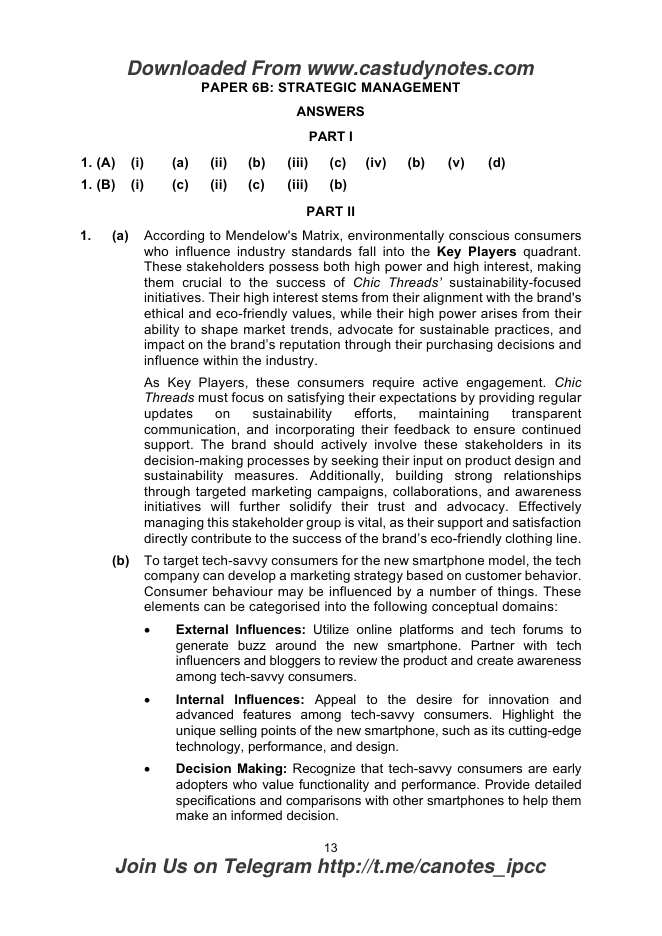 Downloaded From www.castudynotes.com
PAPER 6B: STRATEGIC MANAGEMENT
ANSWERS
PART I
1. (A) (i) (a) (ii) (b) (iii) (c) (iv) (b) (v) (d)
1. (B) (i) (c) (ii) (c) (iii) (b)
PART II
1. (a) According to Mendelow's Matrix, environmentally conscious consumers
who influence industry standards fall into the Key Players quadrant.
These stakeholders possess both high power and high interest, making
them crucial to the success of Chic Threads' sustainability-focused
initiatives. Their high interest stems from their alignment with the brand's
ethical and eco-friendly values, while their high power arises from their
ability to shape market trends, advocate for sustainable practices, and
impact on the brand's reputation through their purchasing decisions and
influence within the industry.
As Key Players, these consumers require active engagement. Chic
Threads must focus on satisfying their expectations by providing regular
updates on sustainability efforts, maintaining transparent
communication, and incorporating their feedback to ensure continued
support. The brand should actively involve these stakeholders in its
decision-making processes by seeking their input on product design and
sustainability measures. Additionally, building strong relationships
through targeted marketing campaigns, collaborations, and awareness
initiatives will further solidify their trust and advocacy. Effectively
managing this stakeholder group is vital, as their support and satisfaction
directly contribute to the success of the brand's eco-friendly clothing line.
(b) To target tech-savvy consumers for the new smartphone model, the tech
company can develop a marketing strategy based on customer behavior.
Consumer behaviour may be influenced by a number of things. These
elements can be categorised into the following conceptual domains:
• External Influences: Utilize online platforms and tech forums to
generate buzz around the new smartphone. Partner with tech
influencers and bloggers to review the product and create awareness
among tech-savvy consumers.
• Internal Influences: Appeal to the desire for innovation and
advanced features among tech-savvy consumers. Highlight the
unique selling points of the new smartphone, such as its cutting-edge
technology, performance, and design.
• Decision Making: Recognize that tech-savvy consumers are early
adopters who value functionality and performance. Provide detailed
specifications and comparisons with other smartphones to help them
make an informed decision.
13
Join Us on Telegram http://t.me/canotes_ipcc